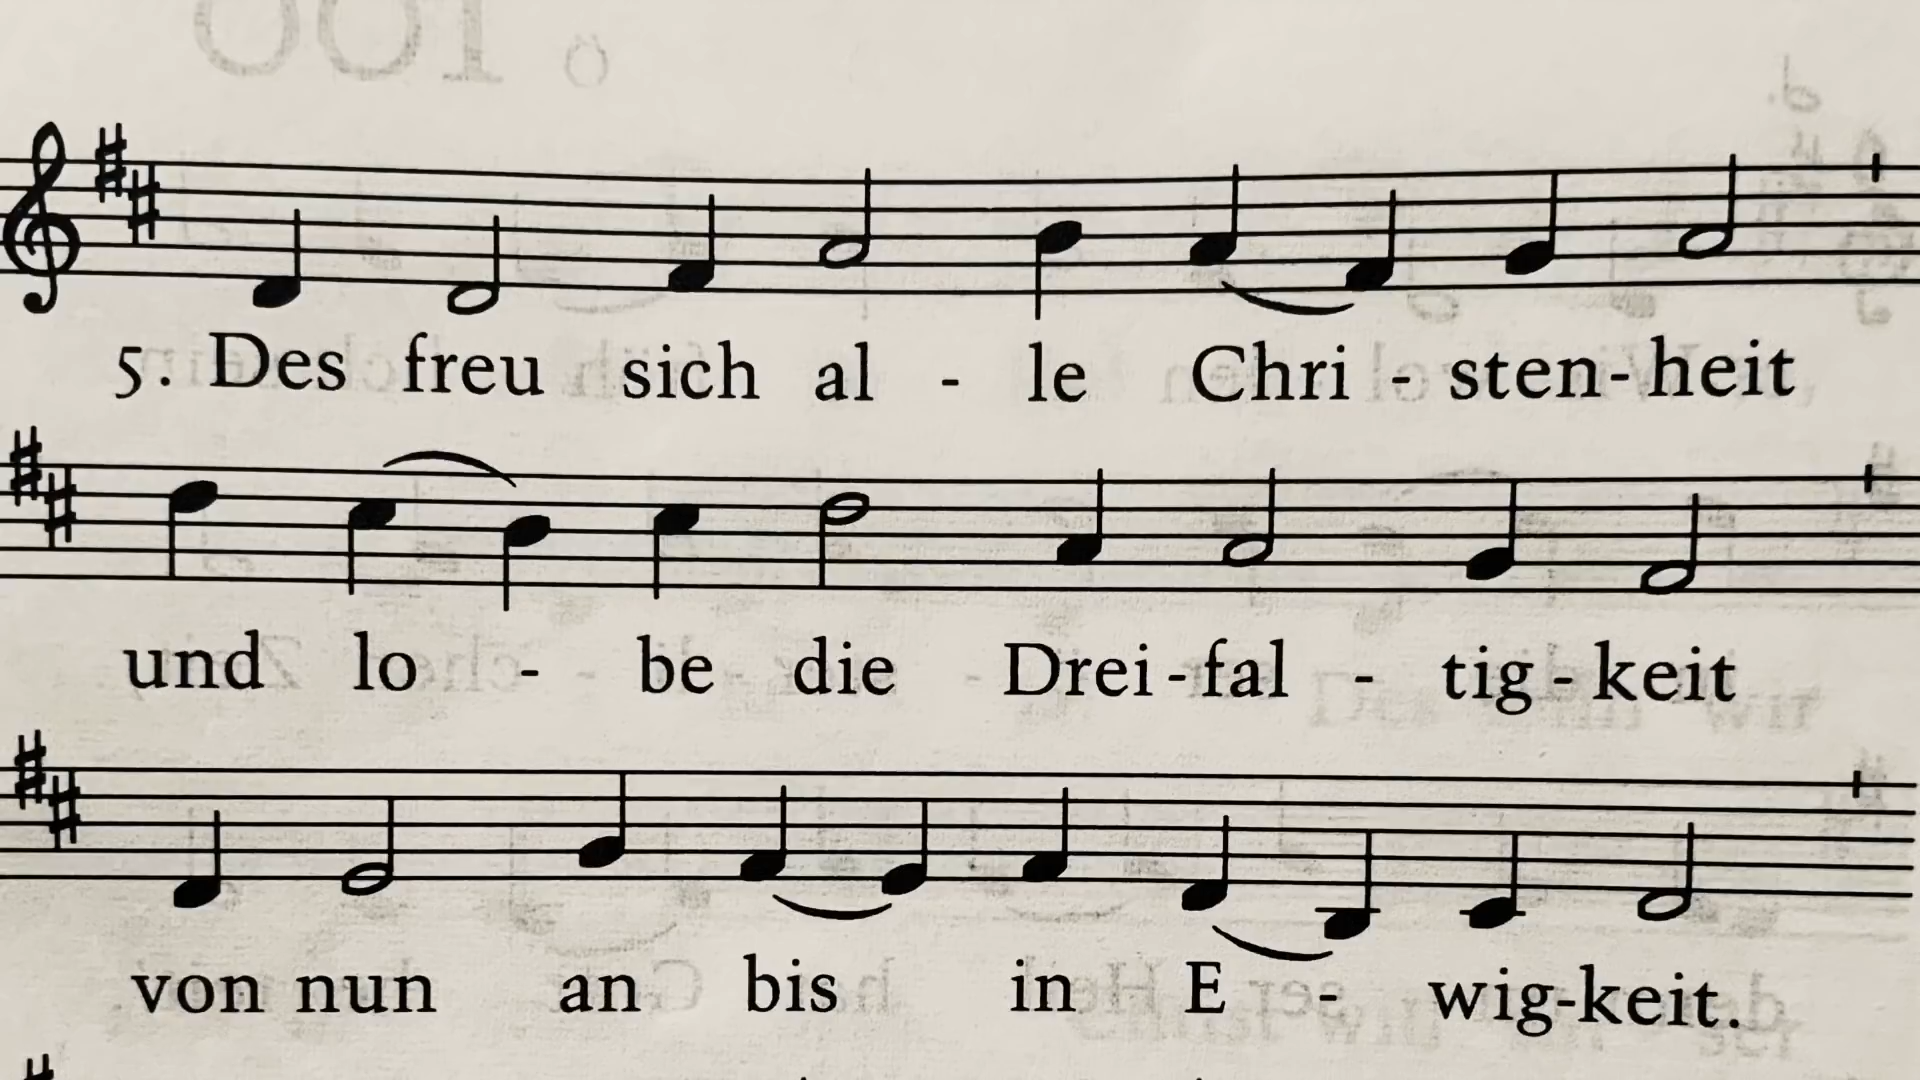 5. Des freu sich al - le Chri - sten-heit
und lo - be die Drei-fal - tig-keit
von nun an bis in E - wig-keit.